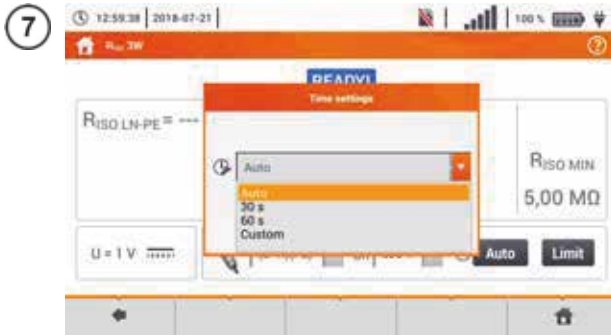 7
12:59:38 2018-07-21 100 %
RISO 3W ?
READY!
Time settings
RISO LN-PE= ---
Auto
Auto
30 s
60 s
Custom
RISO MIN
5,00 MΩ
U = 1 V
Auto Limit